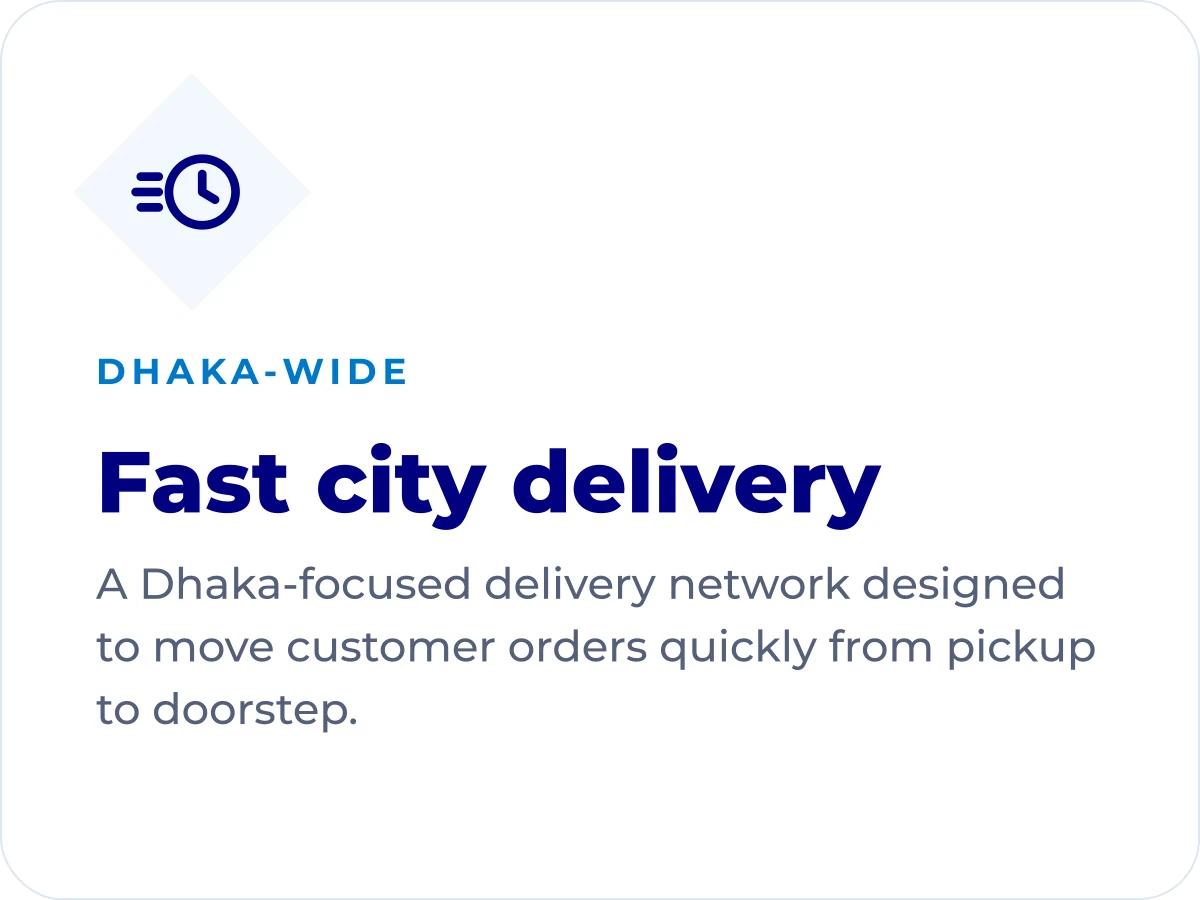 DHAKA-WIDE
Fast city delivery
A Dhaka-focused delivery network designed
to move customer orders quickly from pickup
to doorstep.